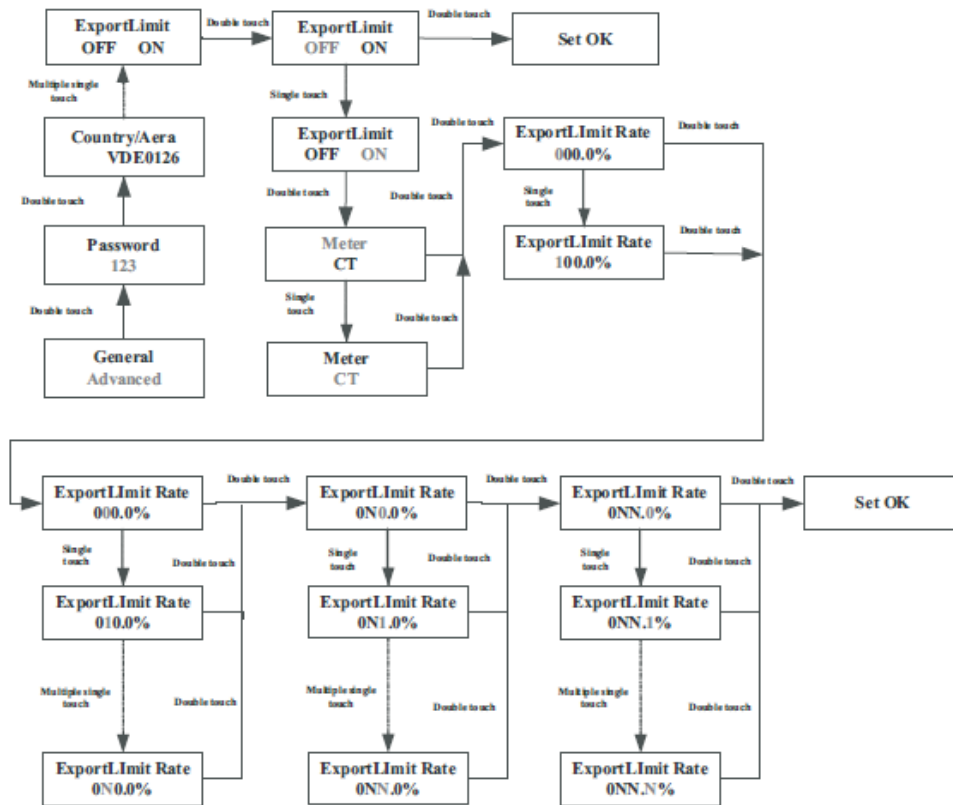 ExportLimit
OFF ON
Double touch
ExportLimit
OFF ON
Double touch
Set OK
Multiple single
touch
Single
touch
Country/Aera
VDE0126
ExportLimit
OFF ON
Double touch
ExportLImit Rate
000.0%
Double touch
Double touch
Double touch
Double touch
Single
touch
Password
123
Meter
CT
ExportLImit Rate
100.0%
Double touch
Double touch
Single
touch
Double touch
General
Advanced
Meter
CT
ExportLImit Rate
000.0%
Double touch
ExportLImit Rate
0N0.0%
Double touch
ExportLImit Rate
0NN.0%
Double touch
Set OK
Single
touch
Double touch
Single
touch
Double touch
Single
touch
Double touch
ExportLImit Rate
010.0%
ExportLImit Rate
0N1.0%
ExportLImit Rate
0NN.1%
Multiple single
touch
Double touch
Multiple single
touch
Double touch
Multiple single
touch
Double touch
ExportLImit Rate
0N0.0%
ExportLImit Rate
0NN.0%
ExportLImit Rate
0NN.N%